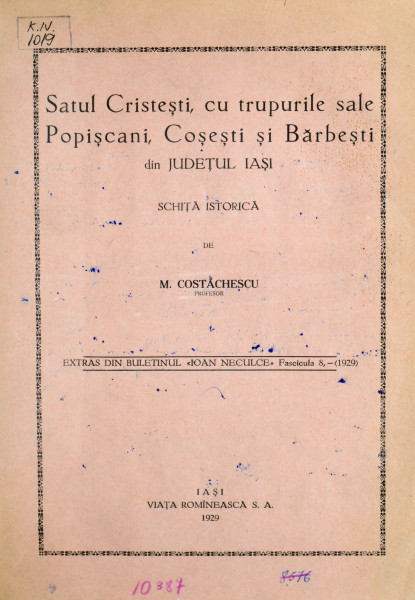 K.N.
1019
Satul Cristești, cu trupurile sale
Popișcani, Coșești și Bărbești
din JUDEȚUL IAȘI
SCHIȚĂ ISTORICĂ
DE
M. COSTĂCHESCU
PROFESOR
EXTRAS DIN BULETINUL «IOAN NECULCE» Fascicula 8,—(1929)
IAȘI
VIAȚA ROMÎNEASCĂ S. A.
1929
10387